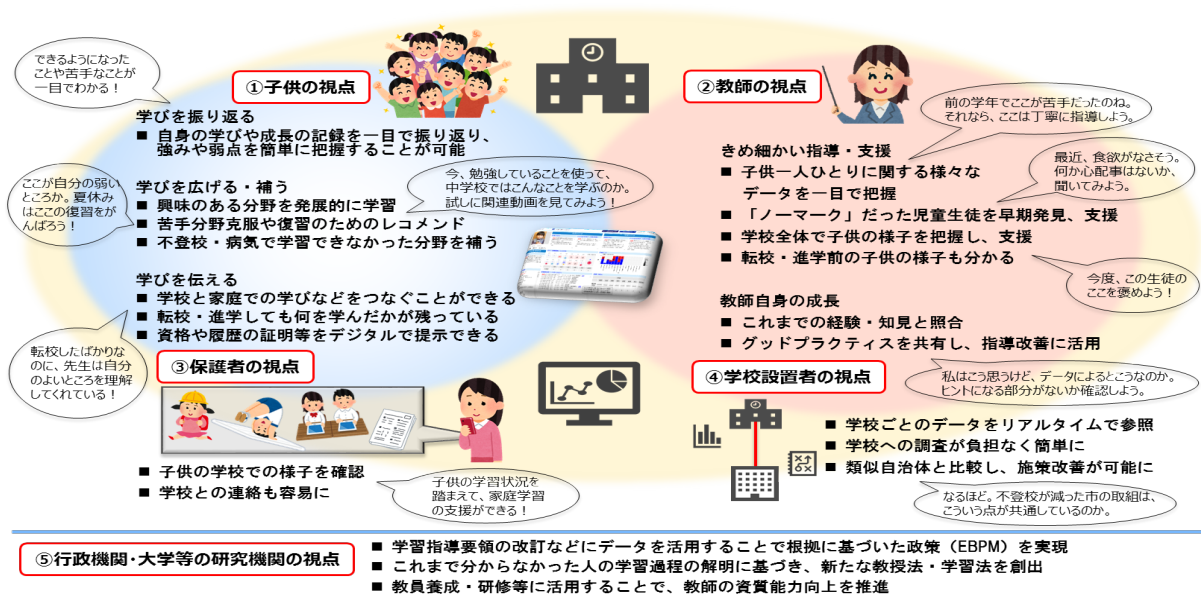 できるようになった
ことや苦手なことが
一目でわかる！
①子供の視点
学びを振り返る
■ 自身の学びや成長の記録を一目で振り返り、
強みや弱点を簡単に把握することが可能
ここが自分の弱い
ところか。夏休み
はここの復習をが
んばろう！
今、勉強していることを使って、
中学校ではこんなことを学ぶのか。
試しに関連動画を見てみよう！
学びを広げる・補う
■ 興味のある分野を発展的に学習
■ 苦手分野克服や復習のためのレコメンド
■ 不登校・病気で学習できなかった分野を補う
学びを伝える
■ 学校と家庭での学びなどをつなぐことができる
■ 転校・進学しても何を学んだかが残っている
■ 資格や履歴の証明等をデジタルで提示できる
転校したばかりな
のに、先生は自分
のよいところを理解
してくれている！
②教師の視点
前の学年でここが苦手だったのね。
それなら、ここは丁寧に指導しよう。
きめ細かい指導・支援
■ 子供一人ひとりに関する様々な
データを一目で把握
■ 「ノーマーク」だった児童生徒を早期発見、支援
■ 学校全体で子供の様子を把握し、支援
■ 転校・進学前の子供の様子も分かる
最近、食欲がなさそう。
何か心配事はないか、
聞いてみよう。
今度、この生徒の
ここを褒めよう！
教師自身の成長
■ これまでの経験・知見と照合
■ グッドプラクティスを共有し、指導改善に活用
私はこう思うけど、データによるとこうなのか。
ヒントになる部分がないか確認しよう。
③保護者の視点
■ 子供の学校での様子を確認
■ 学校との連絡も容易に
子供の学習状況を
踏まえて、家庭学習
の支援ができる！
④学校設置者の視点
■ 学校ごとのデータをリアルタイムで参照
■ 学校への調査が負担なく簡単に
■ 類似自治体と比較し、施策改善が可能に
なるほど。不登校が減った市の取組は、
こういう点が共通しているのか。
⑤行政機関・大学等の研究機関の視点
■ 学習指導要領の改訂などにデータを活用することで根拠に基づいた政策（EBPM）を実現
■ これまで分からなかった人の学習過程の解明に基づき、新たな教授法・学習法を創出
■ 教員養成・研修等に活用することで、教師の資質能力向上を推進